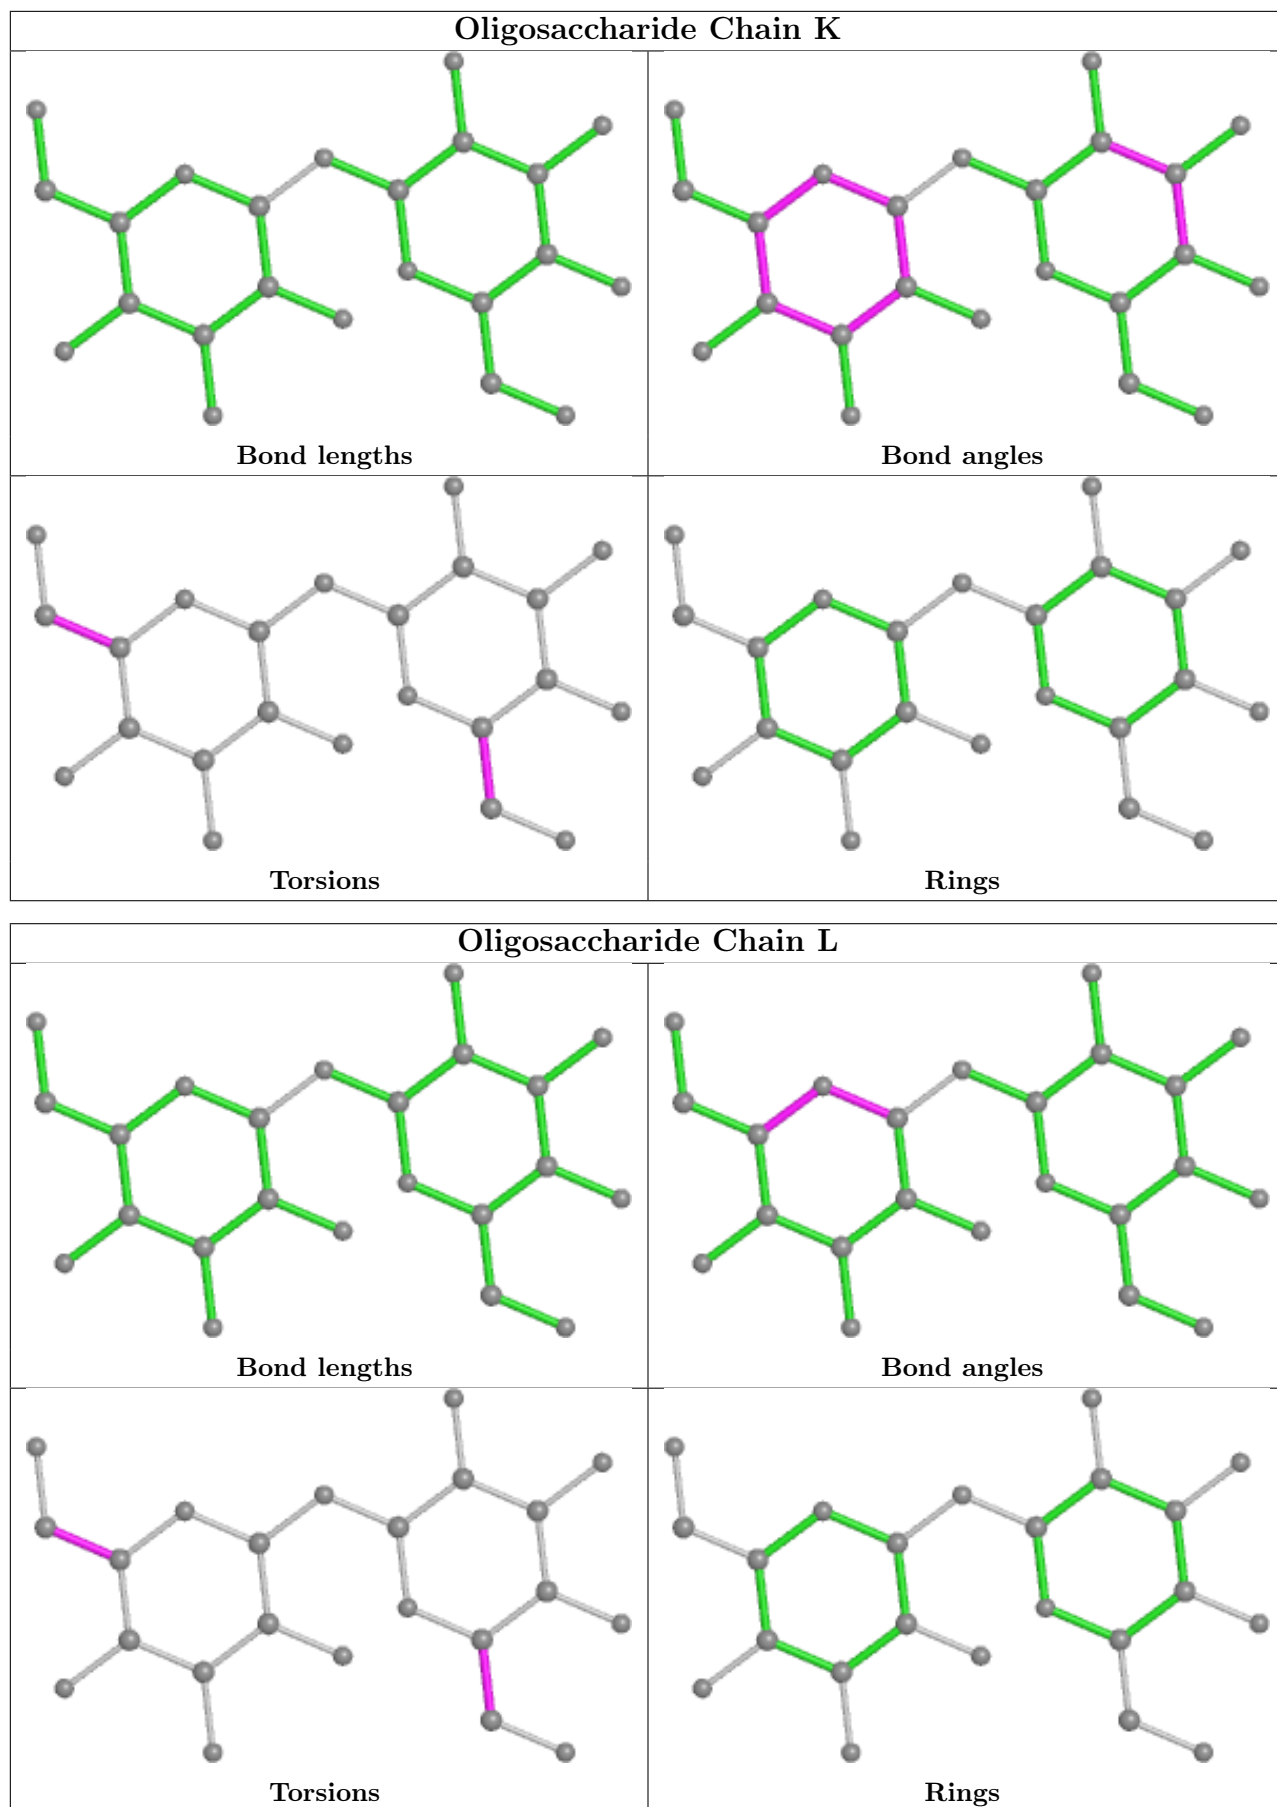 Oligosaccharide Chain K
Bond lengths
Bond angles
Torsions
Rings
Oligosaccharide Chain L
Bond lengths
Bond angles
Torsions
Rings